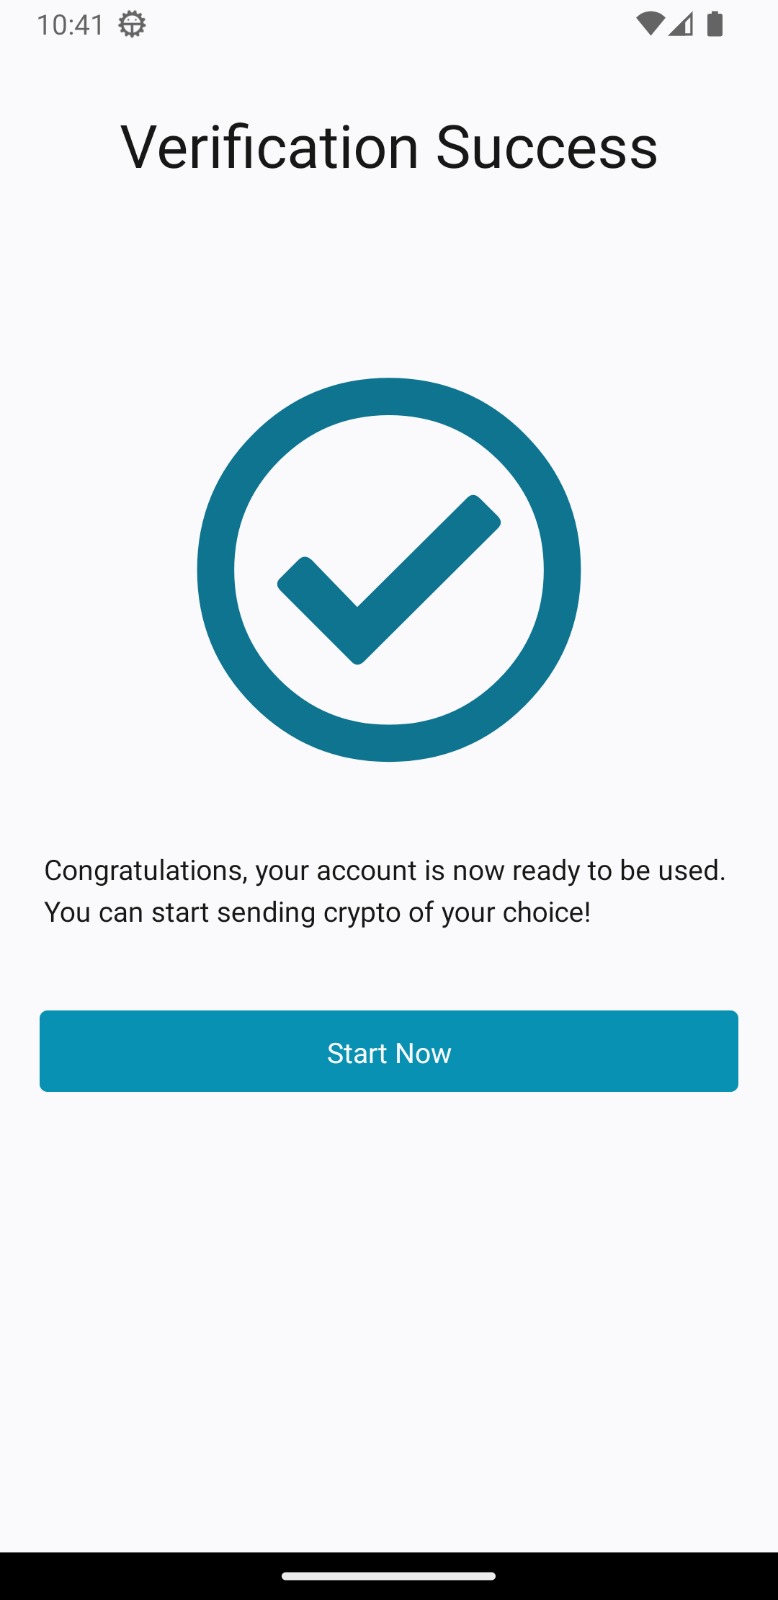 10:41
Verification Success
Congratulations, your account is now ready to be used.
You can start sending crypto of your choice!
Start Now